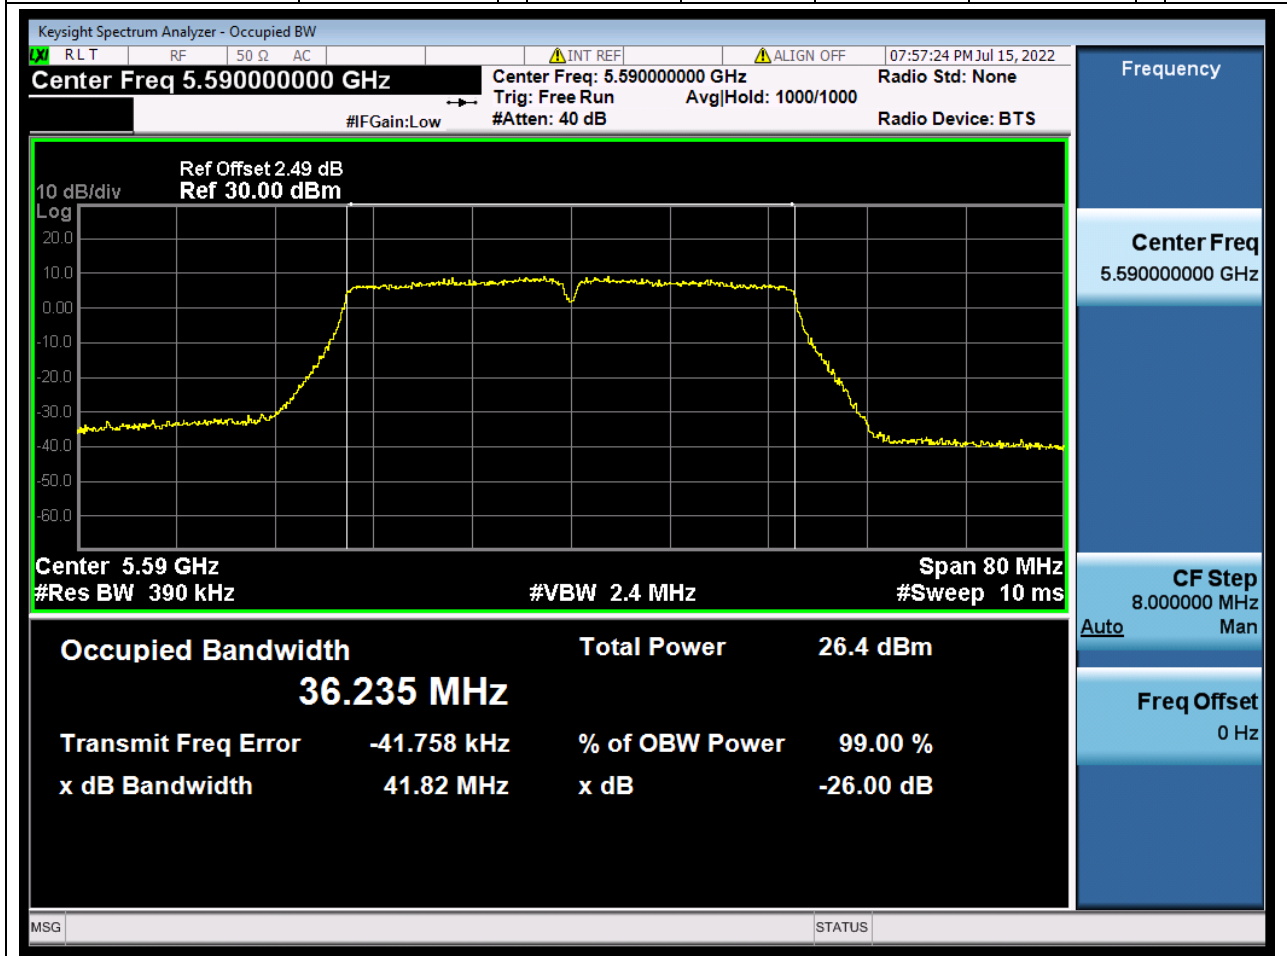 Keysight Spectrum Analyzer - Occupied BW
LXI RLT RF 50 Ω AC INT REF ALIGN OFF 07:57:24 PM Jul 15, 2022
Center Freq 5.590000000 GHz
Center Freq: 5.590000000 GHz Radio Std: None
Trig: Free Run Avg|Hold: 1000/1000
#IFGain:Low #Atten: 40 dB Radio Device: BTS
Ref Offset 2.49 dB
10 dB/div Ref 30.00 dBm
Log
20.0
10.0
0.00
-10.0
-20.0
-30.0
-40.0
-50.0
-60.0
Center 5.59 GHz Span 80 MHz
#Res BW 390 kHz #VBW 2.4 MHz #Sweep 10 ms
Occupied Bandwidth Total Power 26.4 dBm
36.235 MHz
Transmit Freq Error -41.758 kHz % of OBW Power 99.00 %
x dB Bandwidth 41.82 MHz x dB -26.00 dB
MSG STATUS
Frequency
Center Freq
5.590000000 GHz
CF Step
8.000000 MHz
Auto Man
Freq Offset
0 Hz